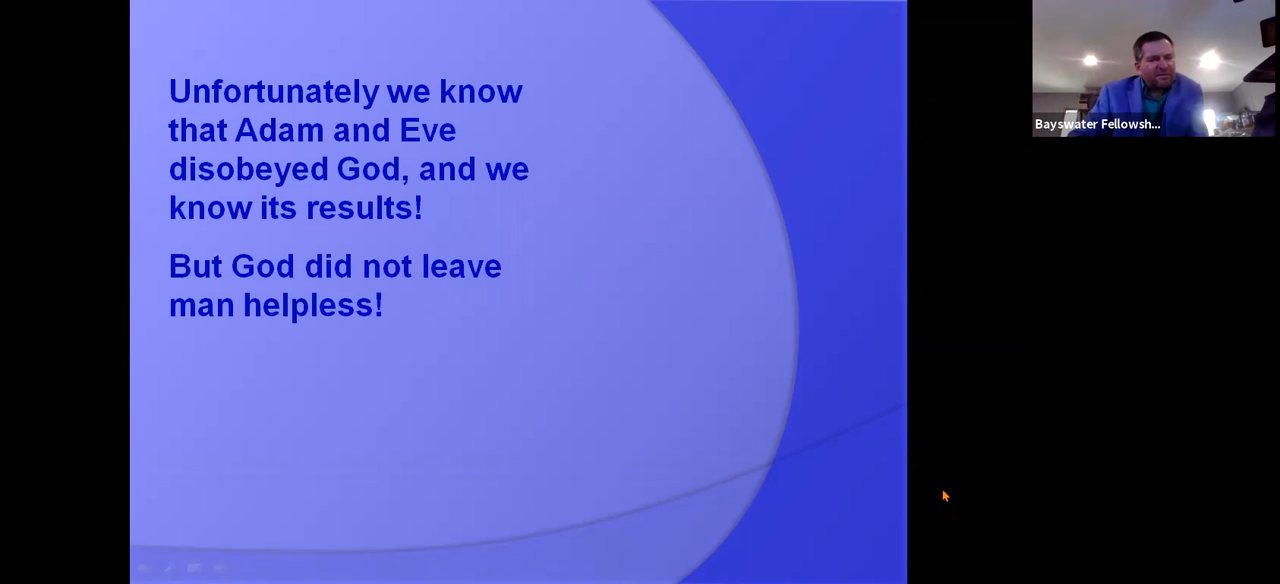 Unfortunately we know
that Adam and Eve
disobeyed God, and we
know its results!
But God did not leave
man helpless!
Bayswater Fellowsh...